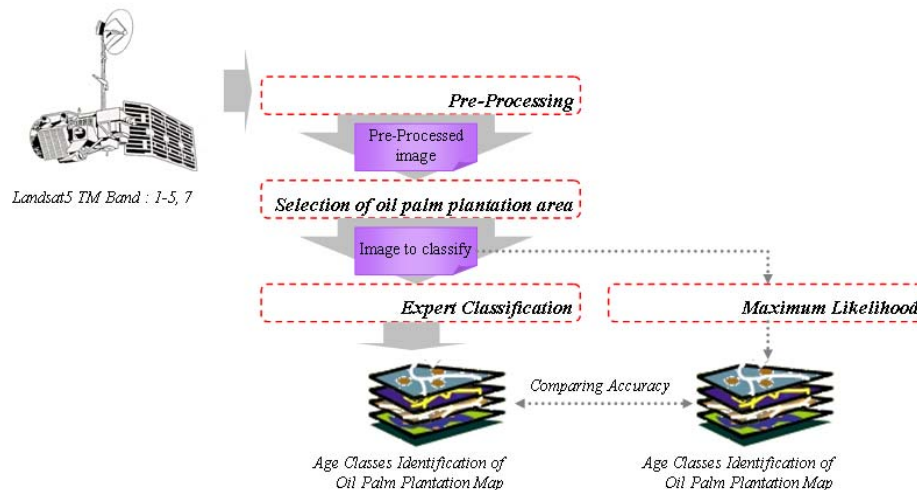 Pre-Processing
Pre-Processed
image
Landsat5 TM Band : 1-5, 7
Selection of oil palm plantation area
Image to classify
Expert Classification
Maximum Likelihood
Comparing Accuracy
Age Classes Identification of
Oil Palm Plantation Map
Age Classes Identification of
Oil Palm Plantation Map